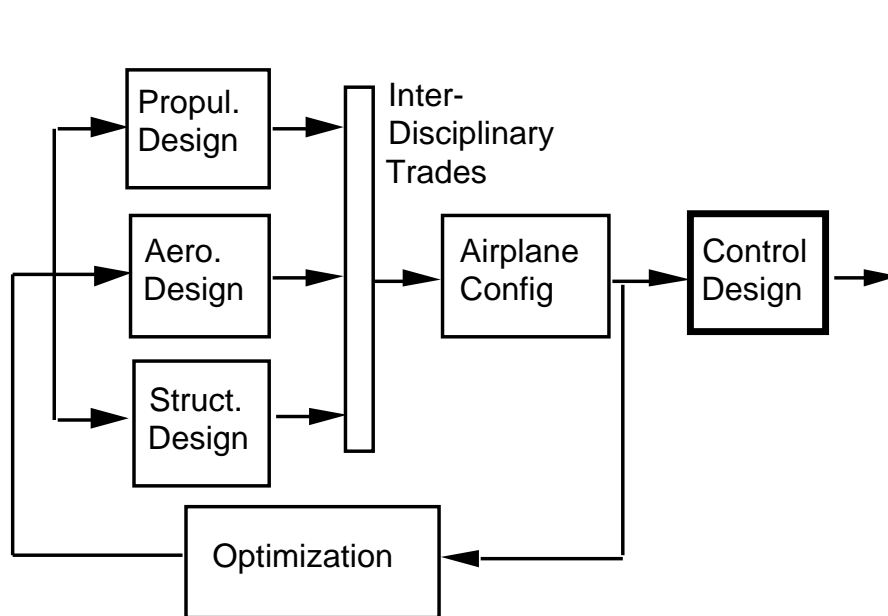 Propul.
Design
Inter-
Disciplinary
Trades
Aero.
Design
Airplane
Config
Control
Design
Struct.
Design
Optimization